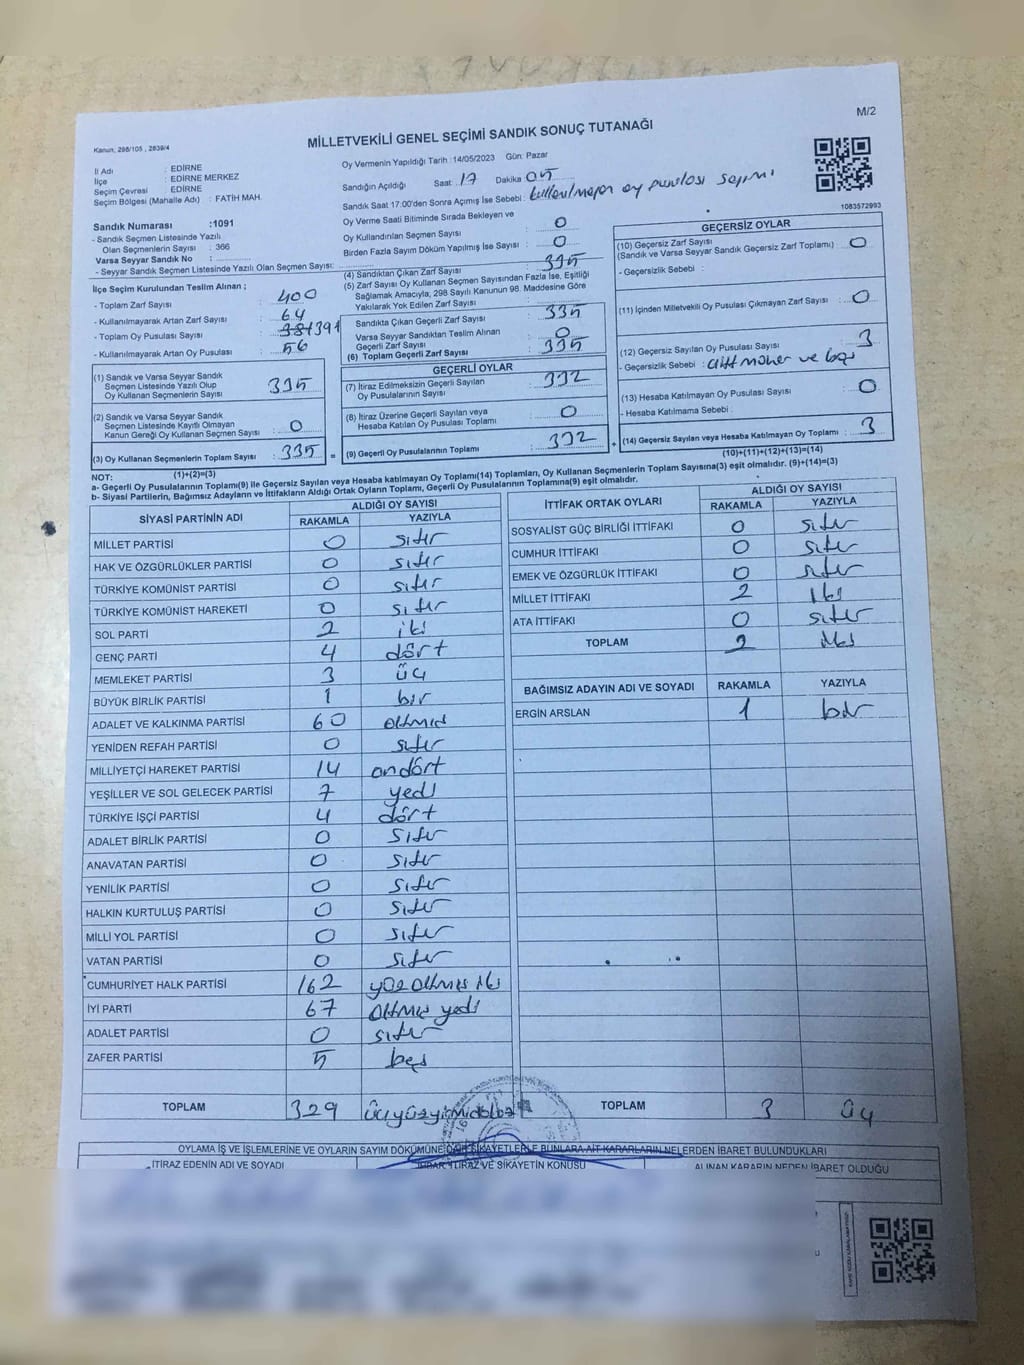 M/2
Kanun, 298/105 , 2839/4
MİLLETVEKİLİ GENEL SEÇİMİ SANDIK SONUÇ TUTANAĞI
İl Adı : EDİRNE
İlçe : EDİRNE MERKEZ
Seçim Çevresi : EDİRNE
Seçim Bölgesi (Mahalle Adı) : FATİH MAH.
Oy Vermenin Yapıldığı Tarih : 14/05/2023 Gün: Pazar
Sandığın Açıldığı Saat: 17 Dakika 05
Sandık Saat 17:00'den Sonra Açımış İse Sebebi : kullanılmayan oy pusulası sayımı
1083572993
Sandık Numarası :1091
- Sandık Seçmen Listesinde Yazılı
Olan Seçmenlerin Sayısı : 366
Varsa Seyyar Sandık No :
- Seyyar Sandık Seçmen Listesinde Yazılı Olan Seçmen Sayısı:
Oy Verme Saati Bitiminde Sırada Bekleyen ve
Oy Kullandırılan Seçmen Sayısı : 0
Birden Fazla Sayım Döküm Yapılmış İse Sayısı : 0
(4) Sandıktan Çıkan Zarf Sayısı : 335
(5) Zarf Sayısı Oy Kullanan Seçmen Sayısından Fazla İse, Eşitliği
Sağlamak Amacıyla, 298 Sayılı Kanunun 98. Maddesine Göre
Yakılarak Yok Edilen Zarf Sayısı :
İlçe Seçim Kurulundan Teslim Alınan ;
- Toplam Zarf Sayısı : 400
- Kullanılmayarak Artan Zarf Sayısı : 64
- Toplam Oy Pusulası Sayısı : 391
- Kullanılmayarak Artan Oy Pusulası : 56
Sandıkta Çıkan Geçerli Zarf Sayısı : 335
Varsa Seyyar Sandıktan Teslim Alınan
Geçerli Zarf Sayısı : 0
(6) Toplam Geçerli Zarf Sayısı : 335
GEÇERLİ OYLAR
(7) İtiraz Edilmeksizin Geçerli Sayılan
Oy Pusulalarının Sayısı : 332
(8) İtiraz Üzerine Geçerli Sayılan veya
Hesaba Katılan Oy Pusulası Toplamı : 0
(9) Geçerli Oy Pusulalarının Toplamı : 332
(1) Sandık ve Varsa Seyyar Sandık
Seçmen Listesinde Yazılı Olup
Oy Kullanan Seçmenlerin Sayısı : 335
(2) Sandık ve Varsa Seyyar Sandık
Seçmen Listesinde Kayıtlı Olmayan
Kanun Gereği Oy Kullanan Seçmen Sayısı : 0
(3) Oy Kullanan Seçmenlerin Toplam Sayısı : 335
=
+
GEÇERSİZ OYLAR
(10) Geçersiz Zarf Sayısı : 0
(Sandık ve Varsa Seyyar Sandık Geçersiz Zarf Toplamı)
- Geçersizlik Sebebi :
(11) İçinden Milletvekili Oy Pusulası Çıkmayan Zarf Sayısı : 0
(12) Geçersiz Sayılan Oy Pusulası Sayısı : 3
- Geçersizlik Sebebi : çift mühür ve boş
(13) Hesaba Katılmayan Oy Pusulası Sayısı : 0
- Hesaba Katılmama Sebebi :
(14) Geçersiz Sayılan veya Hesaba Katılmayan Oy Toplamı : 3
(10)+(11)+(12)+(13)=(14)
NOT: (1)+(2)=(3)
a- Geçerli Oy Pusulaların Toplamı(9) ile Geçersiz Sayılan veya Hesaba katılmayan Oy Toplamı(14) Toplamları, Oy Kullanan Seçmenlerin Toplam Sayısına(3) eşit olmalıdır. (9)+(14)=(3)
b- Siyasi Partilerin, Bağımsız Adayların ve İttifakların Aldığı Ortak Oyların Toplamı, Geçerli Oy Pusulalarının Toplamına(9) eşit olmalıdır.
SİYASİ PARTİNİN ADI ALDIĞI OY SAYISI
RAKAMLA YAZIYLA
MİLLET PARTİSİ 0 sıfır
HAK VE ÖZGÜRLÜKLER PARTİSİ 0 sıfır
TÜRKİYE KOMÜNİST PARTİSİ 0 sıfır
TÜRKİYE KOMÜNİST HAREKETİ 0 sıfır
SOL PARTİ 2 iki
GENÇ PARTİ 4 dört
MEMLEKET PARTİSİ 3 üç
BÜYÜK BİRLİK PARTİSİ 1 bir
ADALET VE KALKINMA PARTİSİ 60 altmış
YENİDEN REFAH PARTİSİ 0 sıfır
MİLLİYETÇİ HAREKET PARTİSİ 14 ondört
YEŞİLLER VE SOL GELECEK PARTİSİ 7 yedi
TÜRKİYE İŞÇİ PARTİSİ 4 dört
ADALET BİRLİK PARTİSİ 0 sıfır
ANAVATAN PARTİSİ 0 sıfır
YENİLİK PARTİSİ 0 sıfır
HALKIN KURTULUŞ PARTİSİ 0 sıfır
MİLLİ YOL PARTİSİ 0 sıfır
VATAN PARTİSİ 0 sıfır
CUMHURİYET HALK PARTİSİ 162 yüzaltmış iki
İYİ PARTİ 67 altmış yedi
ADALET PARTİSİ 0 sıfır
ZAFER PARTİSİ 5 beş
TOPLAM 329 üçyüzyirmidokuz
İTTİFAK ORTAK OYLARI ALDIĞI OY SAYISI
RAKAMLA YAZIYLA
SOSYALİST GÜÇ BİRLİĞİ İTTİFAKI 0 sıfır
CUMHUR İTTİFAKI 0 sıfır
EMEK VE ÖZGÜRLÜK İTTİFAKI 0 sıfır
MİLLET İTTİFAKI 2 iki
ATA İTTİFAKI 0 sıfır
TOPLAM 2 iki
BAĞIMSIZ ADAYIN ADI VE SOYADI RAKAMLA YAZIYLA
ERGİN ARSLAN 1 bir
TOPLAM 3 üç
OYLAMA İŞ VE İŞLEMLERİNE VE OYLARIN SAYIM DÖKÜMÜNE DAİR ŞİKAYETLERLE BUNLARA AİT KARARLARIN NELERDEN İBARET BULUNDUKLARI
İTİRAZ EDENİN ADI VE SOYADI İTİRAZ VE ŞİKAYETİN KONUSU ALINAN KARARIN NEDEN İBARET OLDUĞU